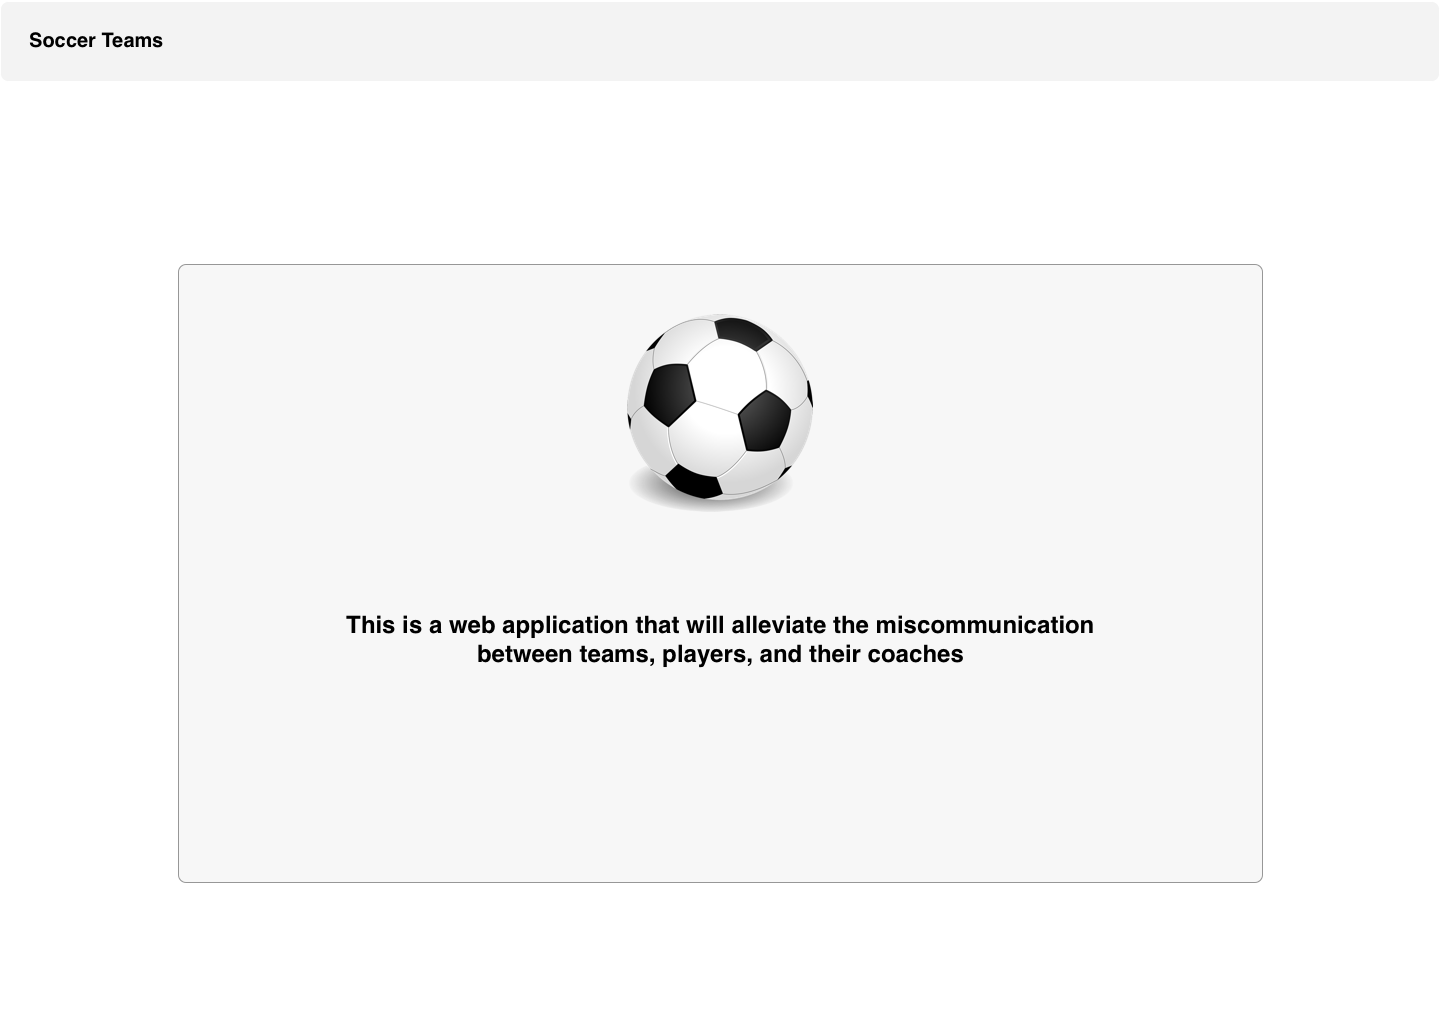 Soccer Teams
This is a web application that will alleviate the miscommunication
between teams, players, and their coaches